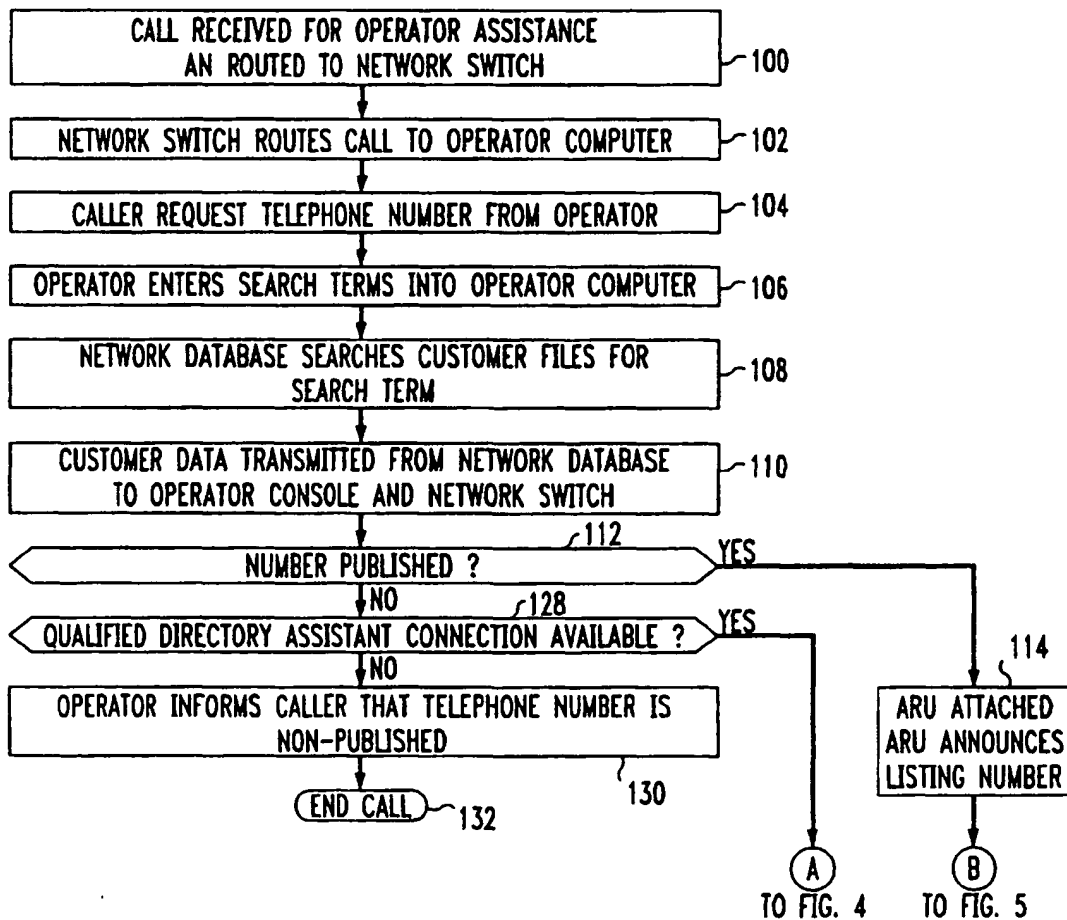 CALL RECEIVED FOR OPERATOR ASSISTANCE
AN ROUTED TO NETWORK SWITCH
100
NETWORK SWITCH ROUTES CALL TO OPERATOR COMPUTER
102
CALLER REQUEST TELEPHONE NUMBER FROM OPERATOR
104
OPERATOR ENTERS SEARCH TERMS INTO OPERATOR COMPUTER
106
NETWORK DATABASE SEARCHES CUSTOMER FILES FOR
SEARCH TERM
108
CUSTOMER DATA TRANSMITTED FROM NETWORK DATABASE
TO OPERATOR CONSOLE AND NETWORK SWITCH
110
112
NUMBER PUBLISHED ?
YES
NO
128
QUALIFIED DIRECTORY ASSISTANT CONNECTION AVAILABLE ?
YES
NO
114
ARU ATTACHED
ARU ANNOUNCES
LISTING NUMBER
OPERATOR INFORMS CALLER THAT TELEPHONE NUMBER IS
NON-PUBLISHED
130
END CALL
132
A
TO FIG. 4
B
TO FIG. 5